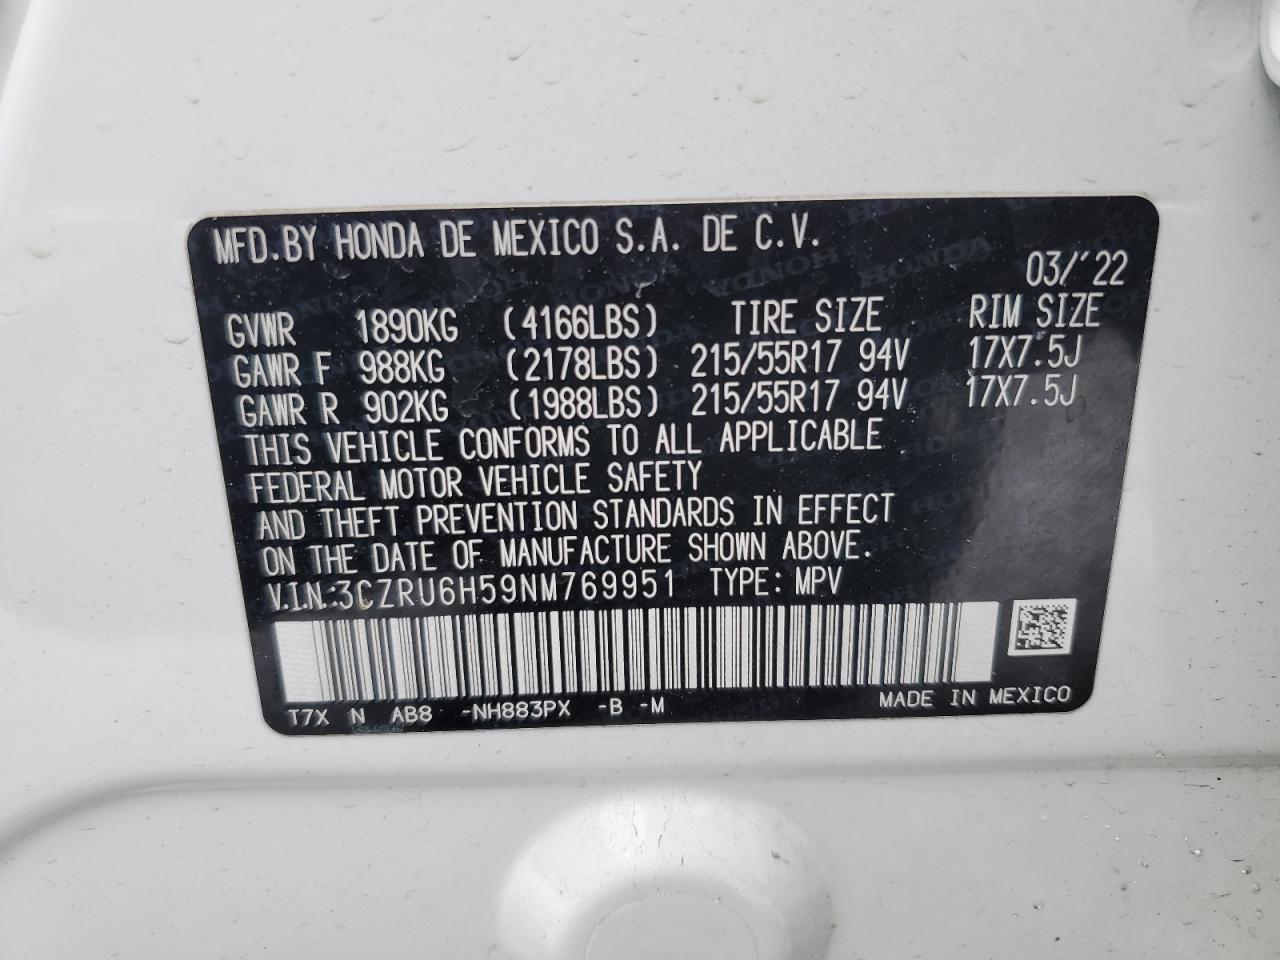 MFD.BY HONDA DE MEXICO S.A. DE C.V.
03/'22
GVWR 1890KG (4166LBS) TIRE SIZE RIM SIZE
GAWR F 988KG (2178LBS) 215/55R17 94V 17X7.5J
GAWR R 902KG (1988LBS) 215/55R17 94V 17X7.5J
THIS VEHICLE CONFORMS TO ALL APPLICABLE
FEDERAL MOTOR VEHICLE SAFETY
AND THEFT PREVENTION STANDARDS IN EFFECT
ON THE DATE OF MANUFACTURE SHOWN ABOVE.
V.I.N.:3CZRU6H59NM769951 TYPE: MPV
T7X N AB8 -NH883PX -B -M MADE IN MEXICO